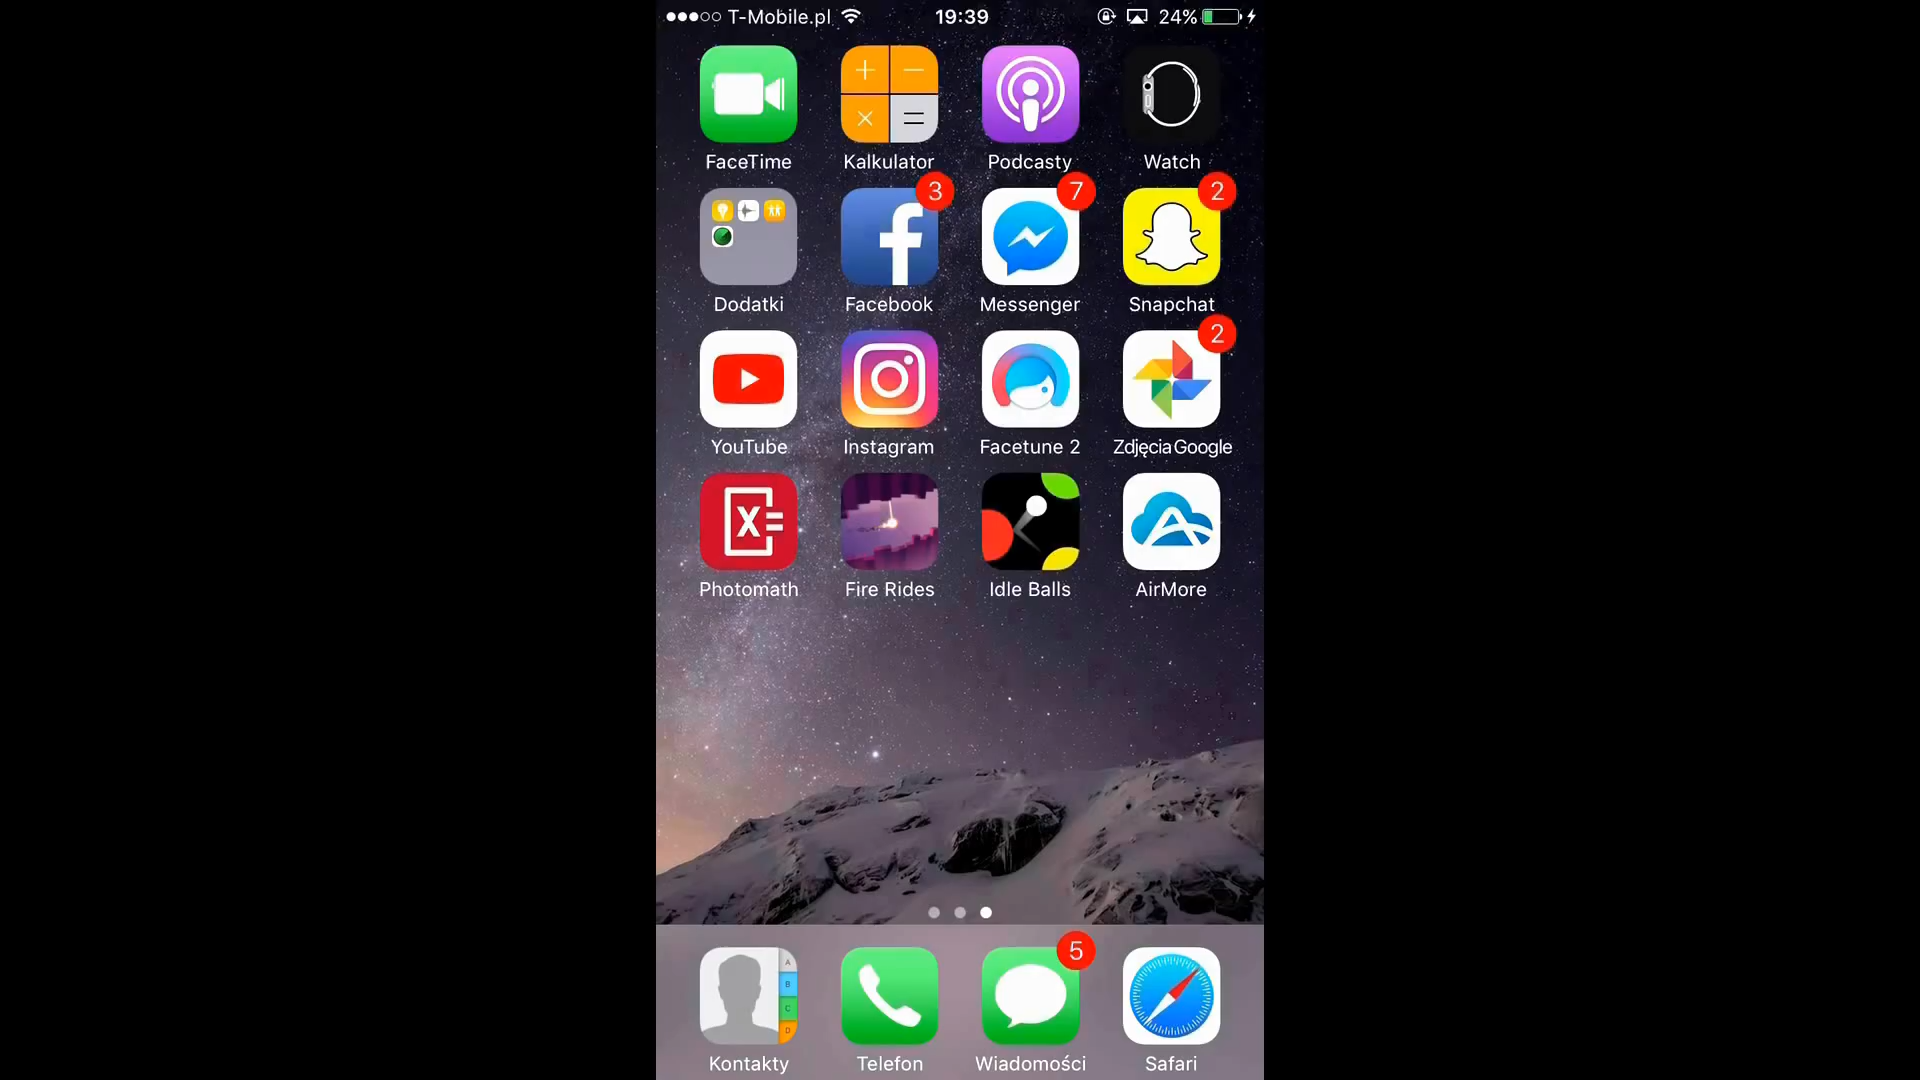 T-Mobile.pl 19:39 24%
FaceTime Kalkulator Podcasty Watch
3 7 2
Dodatki Facebook Messenger Snapchat
2
YouTube Instagram Facetune 2 Zdjęcia Google
X=
Photomath Fire Rides Idle Balls AirMore
5
A
B
C
D
Kontakty Telefon Wiadomości Safari